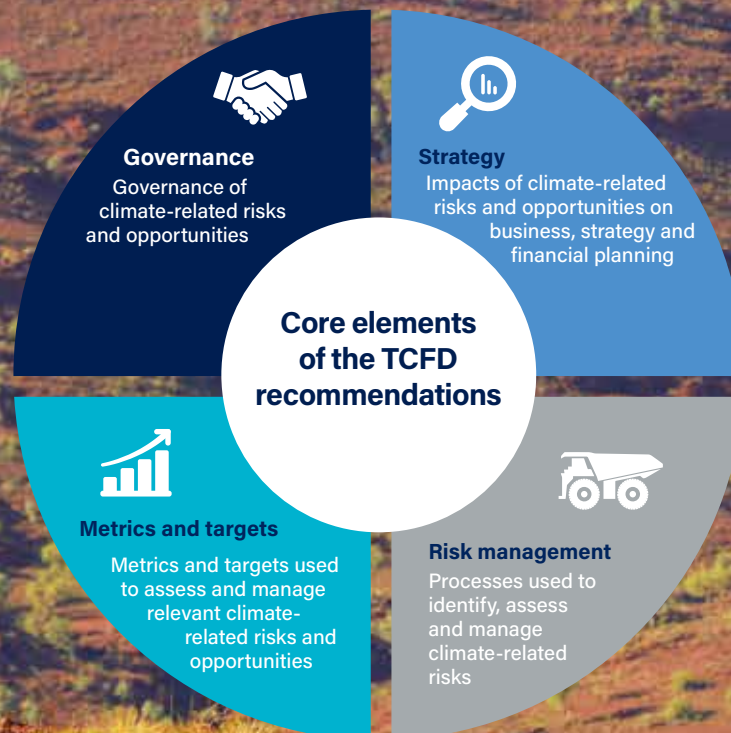 Governance
Governance of
climate-related risks
and opportunities
Strategy
Impacts of climate-related
risks and opportunities on
business, strategy and
financial planning
Core elements
of the TCFD
recommendations
Metrics and targets
Metrics and targets used
to assess and manage
relevant climate-
related risks and
opportunities
Risk management
Processes used to
identify, assess
and manage
climate-related
risks